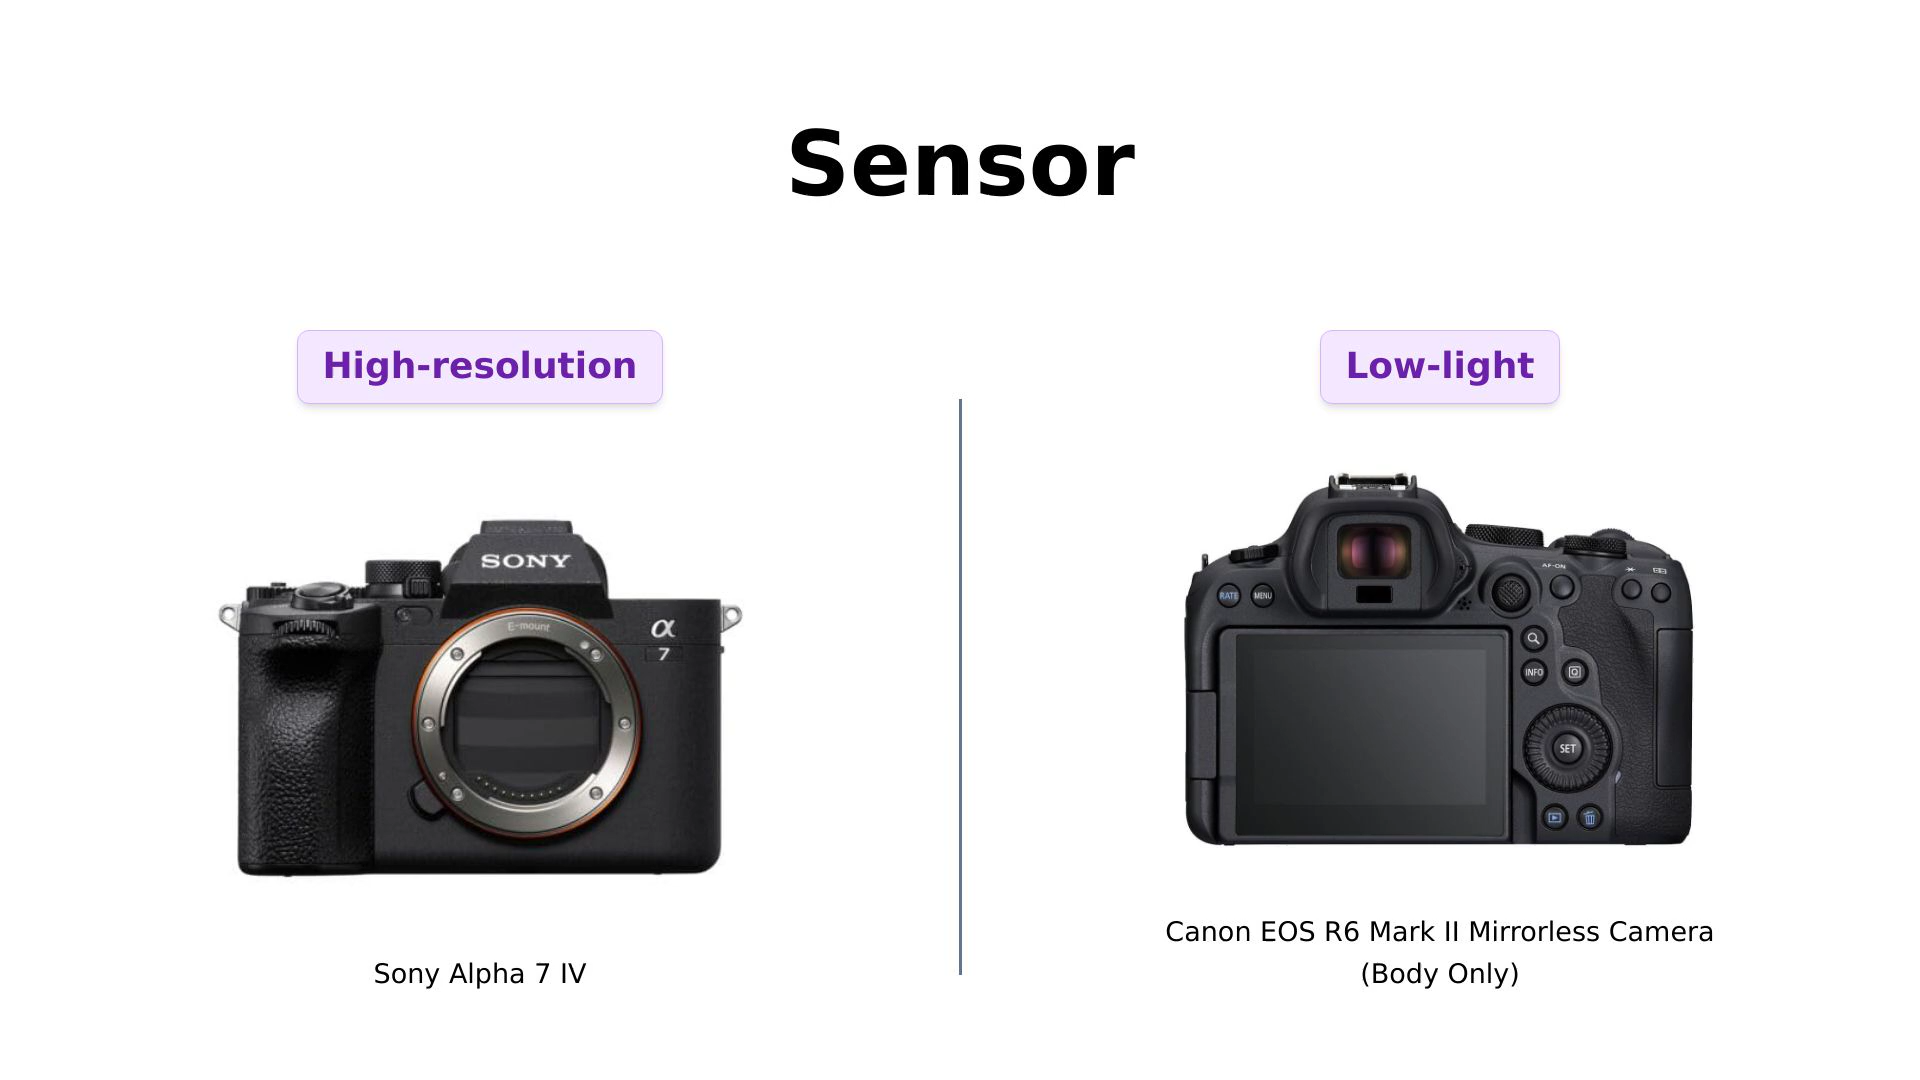 Sensor
High-resolution
Low-light
SONY
E-mount
α
7
AF-ON
RATE
MENU
INFO
Q
SET
Sony Alpha 7 IV
Canon EOS R6 Mark II Mirrorless Camera
(Body Only)